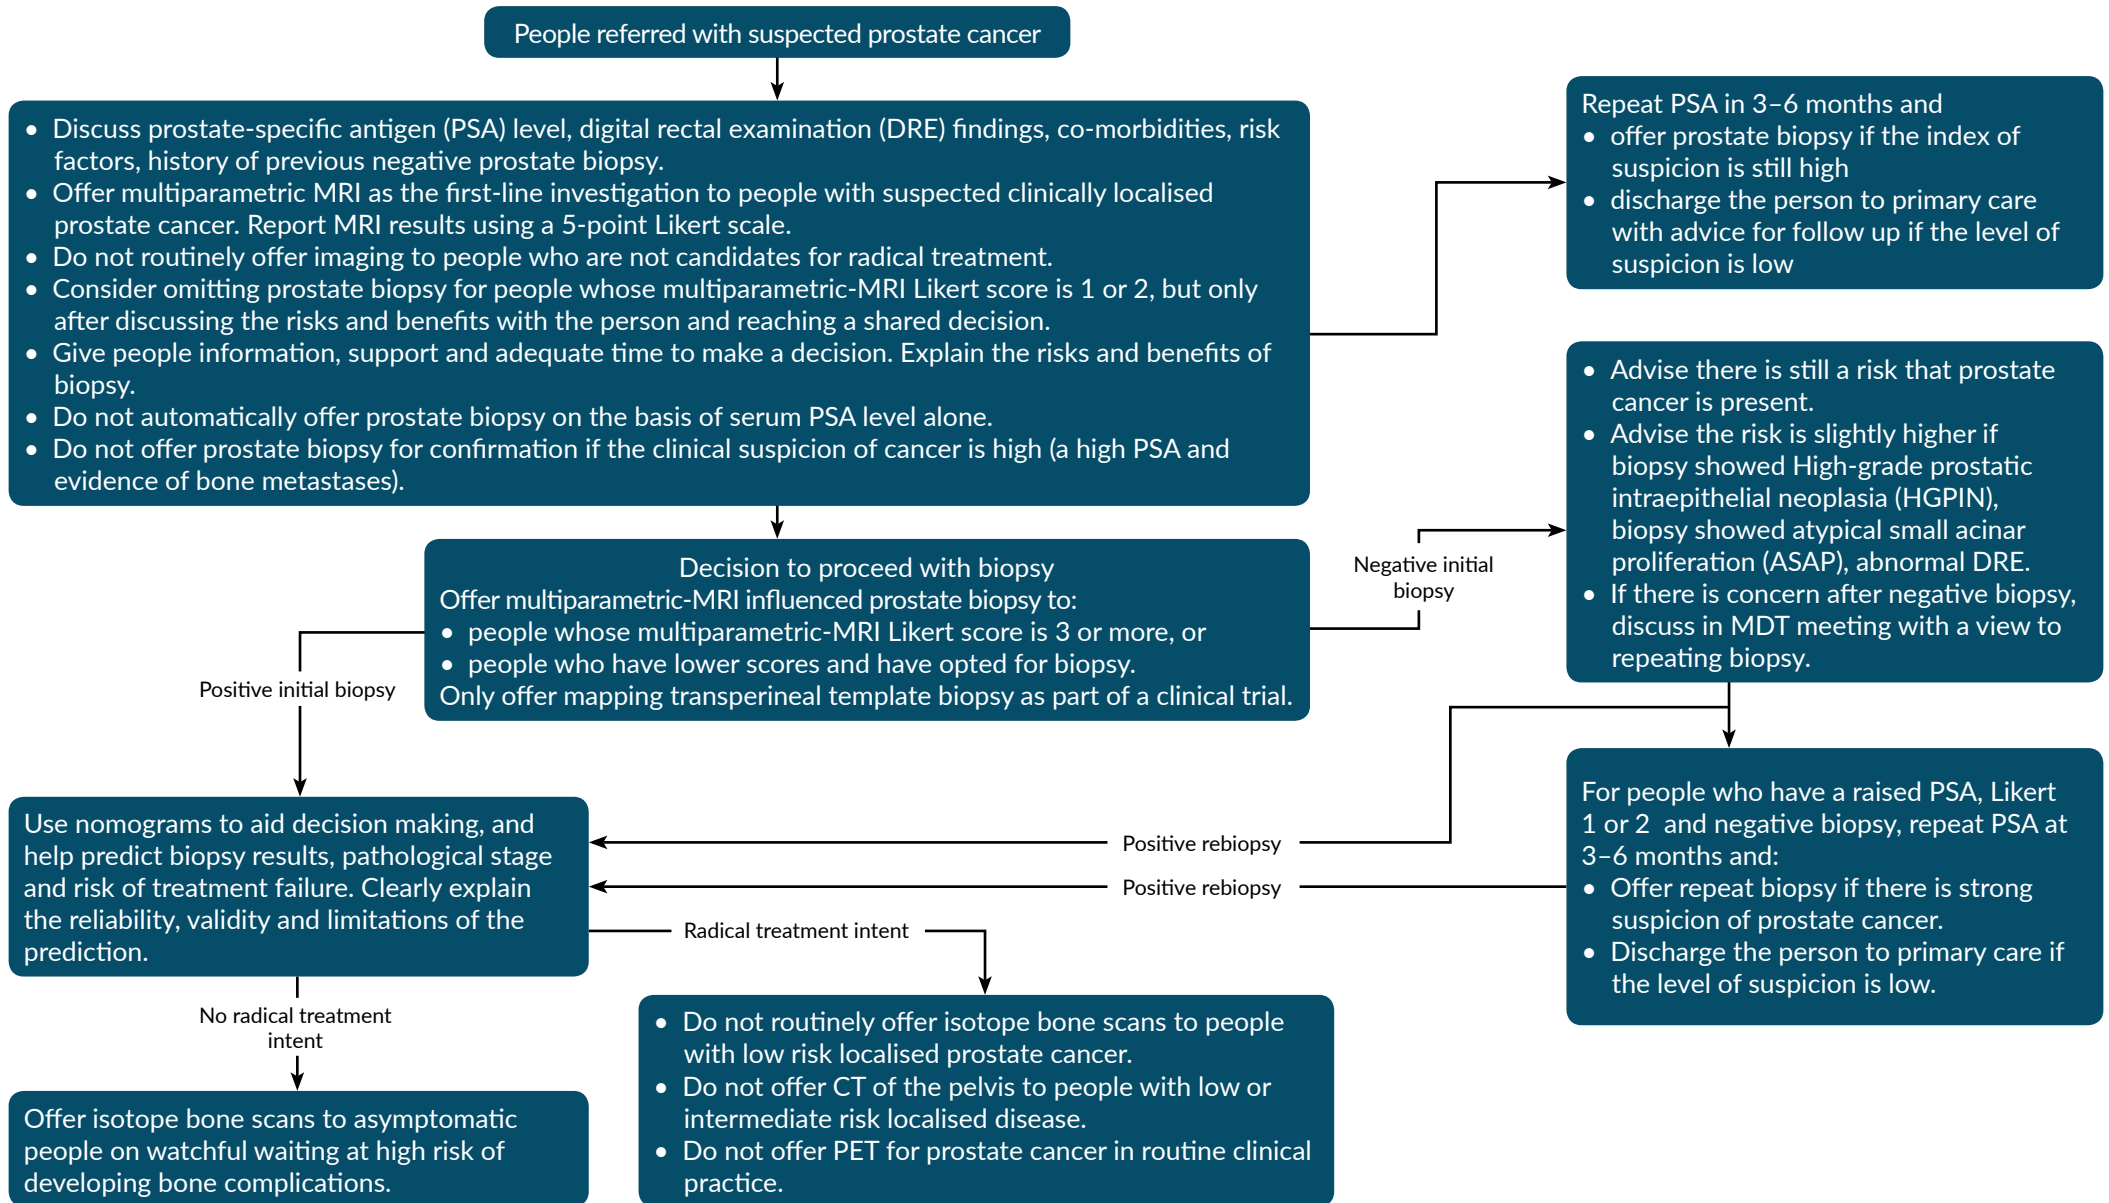 People referred with suspected prostate cancer
• Discuss prostate-specific antigen (PSA) level, digital rectal examination (DRE) findings, co-morbidities, risk
factors, history of previous negative prostate biopsy.
• Offer multiparametric MRI as the first-line investigation to people with suspected clinically localised
prostate cancer. Report MRI results using a 5-point Likert scale.
• Do not routinely offer imaging to people who are not candidates for radical treatment.
• Consider omitting prostate biopsy for people whose multiparametric-MRI Likert score is 1 or 2, but only
after discussing the risks and benefits with the person and reaching a shared decision.
• Give people information, support and adequate time to make a decision. Explain the risks and benefits of
biopsy.
• Do not automatically offer prostate biopsy on the basis of serum PSA level alone.
• Do not offer prostate biopsy for confirmation if the clinical suspicion of cancer is high (a high PSA and
evidence of bone metastases).
Repeat PSA in 3–6 months and
• offer prostate biopsy if the index of
suspicion is still high
• discharge the person to primary care
with advice for follow up if the level of
suspicion is low
Decision to proceed with biopsy
Offer multiparametric-MRI influenced prostate biopsy to:
• people whose multiparametric-MRI Likert score is 3 or more, or
• people who have lower scores and have opted for biopsy.
Only offer mapping transperineal template biopsy as part of a clinical trial.
Negative initial
biopsy
• Advise there is still a risk that prostate
cancer is present.
• Advise the risk is slightly higher if
biopsy showed High-grade prostatic
intraepithelial neoplasia (HGPIN),
biopsy showed atypical small acinar
proliferation (ASAP), abnormal DRE.
• If there is concern after negative biopsy,
discuss in MDT meeting with a view to
repeating biopsy.
Positive initial biopsy
For people who have a raised PSA, Likert
1 or 2 and negative biopsy, repeat PSA at
3–6 months and:
• Offer repeat biopsy if there is strong
suspicion of prostate cancer.
• Discharge the person to primary care if
the level of suspicion is low.
Positive rebiopsy
Positive rebiopsy
Use nomograms to aid decision making, and
help predict biopsy results, pathological stage
and risk of treatment failure. Clearly explain
the reliability, validity and limitations of the
prediction.
Radical treatment intent
No radical treatment
intent
• Do not routinely offer isotope bone scans to people
with low risk localised prostate cancer.
• Do not offer CT of the pelvis to people with low or
intermediate risk localised disease.
• Do not offer PET for prostate cancer in routine clinical
practice.
Offer isotope bone scans to asymptomatic
people on watchful waiting at high risk of
developing bone complications.